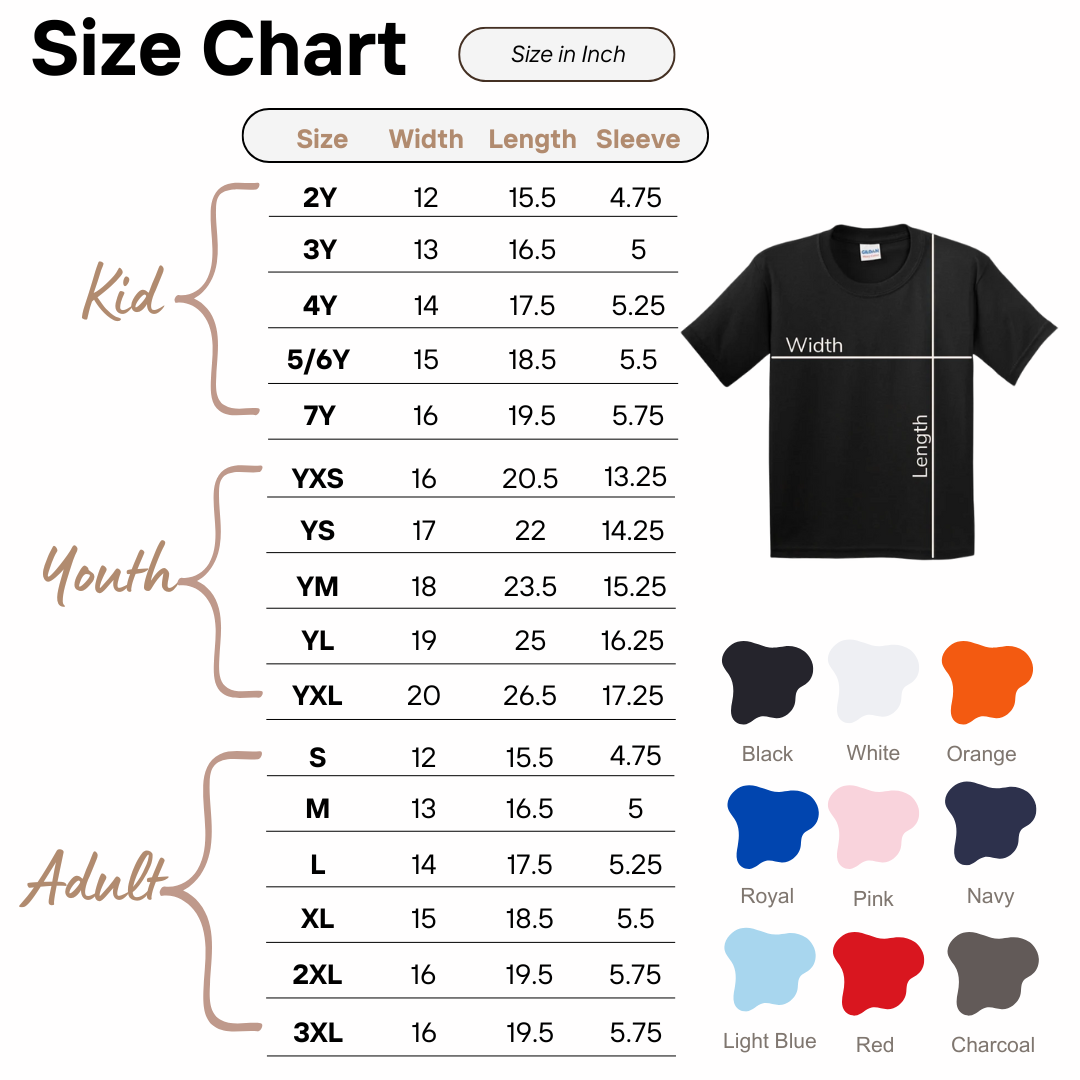 Size Chart
Size in Inch
Size Width Length Sleeve
Kid
2Y 12 15.5 4.75
3Y 13 16.5 5
4Y 14 17.5 5.25
5/6Y 15 18.5 5.5
7Y 16 19.5 5.75
Youth
YXS 16 20.5 13.25
YS 17 22 14.25
YM 18 23.5 15.25
YL 19 25 16.25
YXL 20 26.5 17.25
Adult
S 12 15.5 4.75
M 13 16.5 5
L 14 17.5 5.25
XL 15 18.5 5.5
2XL 16 19.5 5.75
3XL 16 19.5 5.75
Width
Length
Black White Orange
Royal Pink Navy
Light Blue Red Charcoal